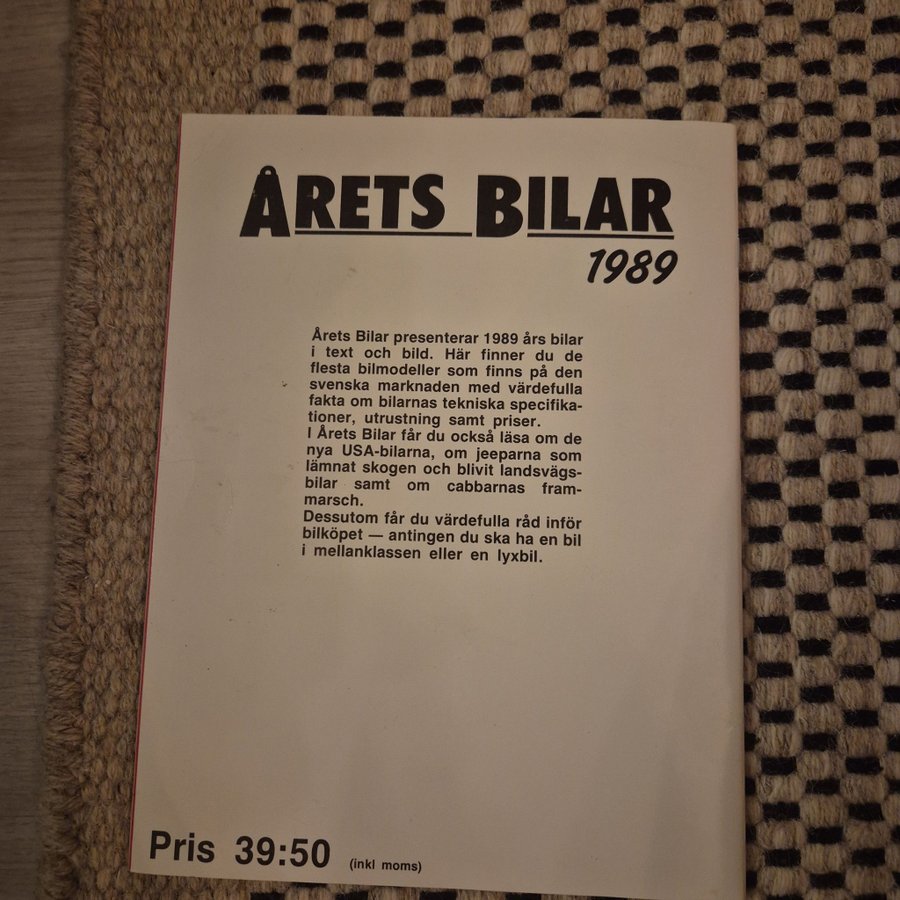 ÅRETS BILAR
1989
Årets Bilar presenterar 1989 års bilar
i text och bild. Här finner du de
flesta bilmodeller som finns på den
svenska marknaden med värdefulla
fakta om bilarnas tekniska specifika-
tioner, utrustning samt priser.
I Årets Bilar får du också läsa om de
nya USA-bilarna, om jeeparna som
lämnat skogen och blivit landsvägs-
bilar samt om cabbarnas fram-
marsch.
Dessutom får du värdefulla råd inför
bilköpet — antingen du ska ha en bil
i mellanklassen eller en lyxbil.
Pris 39:50 (inkl moms)